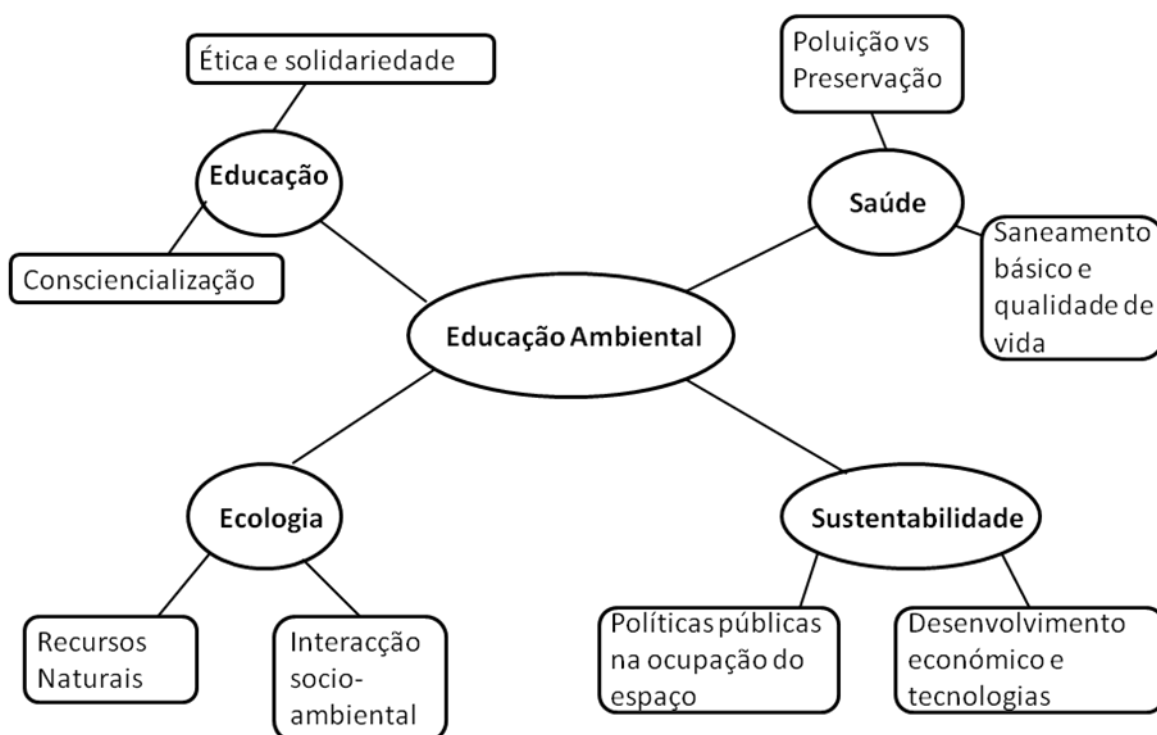 Ética e solidariedade
Educação
Consciencialização
Poluição vs
Preservação
Saúde
Saneamento
básico e
qualidade de
vida
Educação Ambiental
Ecologia
Recursos
Naturais
Interacção
socio-
ambiental
Sustentabilidade
Políticas públicas
na ocupação do
espaço
Desenvolvimento
económico e
tecnologias